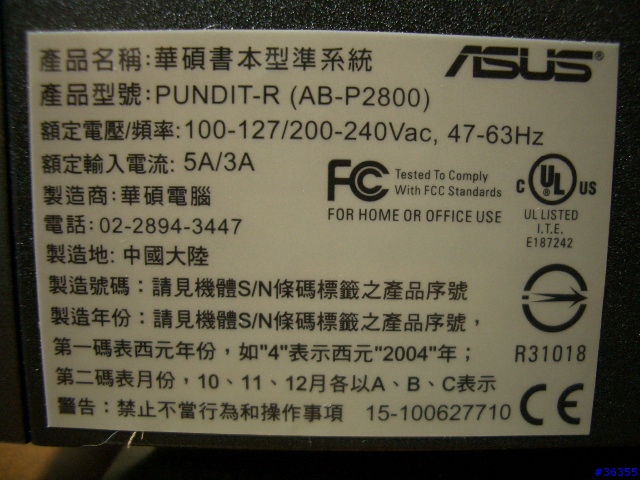 產品名稱:華碩書本型準系統
ASUS®
產品型號:PUNDIT-R (AB-P2800)
額定電壓/頻率:100-127/200-240Vac, 47-63Hz
額定輸入電流: 5A/3A
製造商:華碩電腦
電話: 02-2894-3447
製造地: 中國大陸
FC Tested To Comply
With FCC Standards
FOR HOME OR OFFICE USE
C UL US
UL LISTED
I.T.E.
E187242
製造號碼：請見機體S/N條碼標籤之產品序號
製造年份：請見機體S/N條碼標籤之產品序號，
第一碼表西元年份，如"4"表示西元"2004"年；
R31018
第二碼表月份，10、11、12月各以A、B、C表示
警告：禁止不當行為和操作事項 15-100627710
CE
#36355